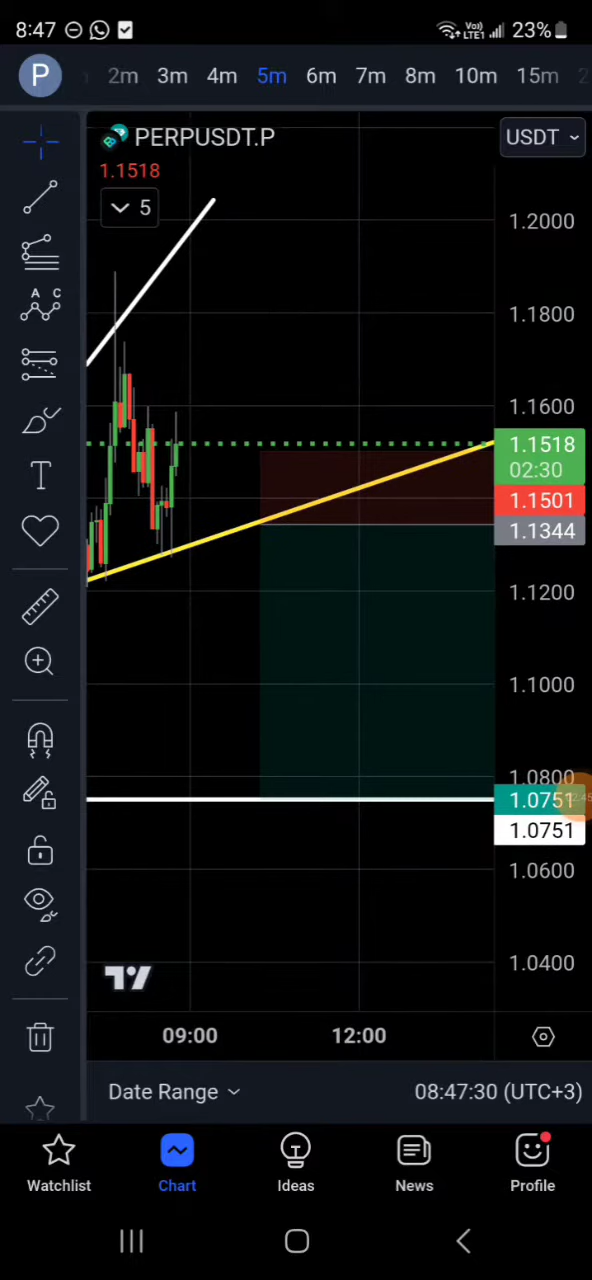 8:47
Vo)) LTE1 23%
P
2m 3m 4m 5m 6m 7m 8m 10m 15m 2
PERPUSDT.P
USDT
1.1518
5
1.2000
1.1800
1.1600
1.1518
02:30
1.1501
1.1344
1.1200
1.1000
1.0800
1.0751
1.0751
1.0600
1.0400
A C
T
09:00 12:00
Date Range
08:47:30 (UTC+3)
Watchlist Chart Ideas News Profile